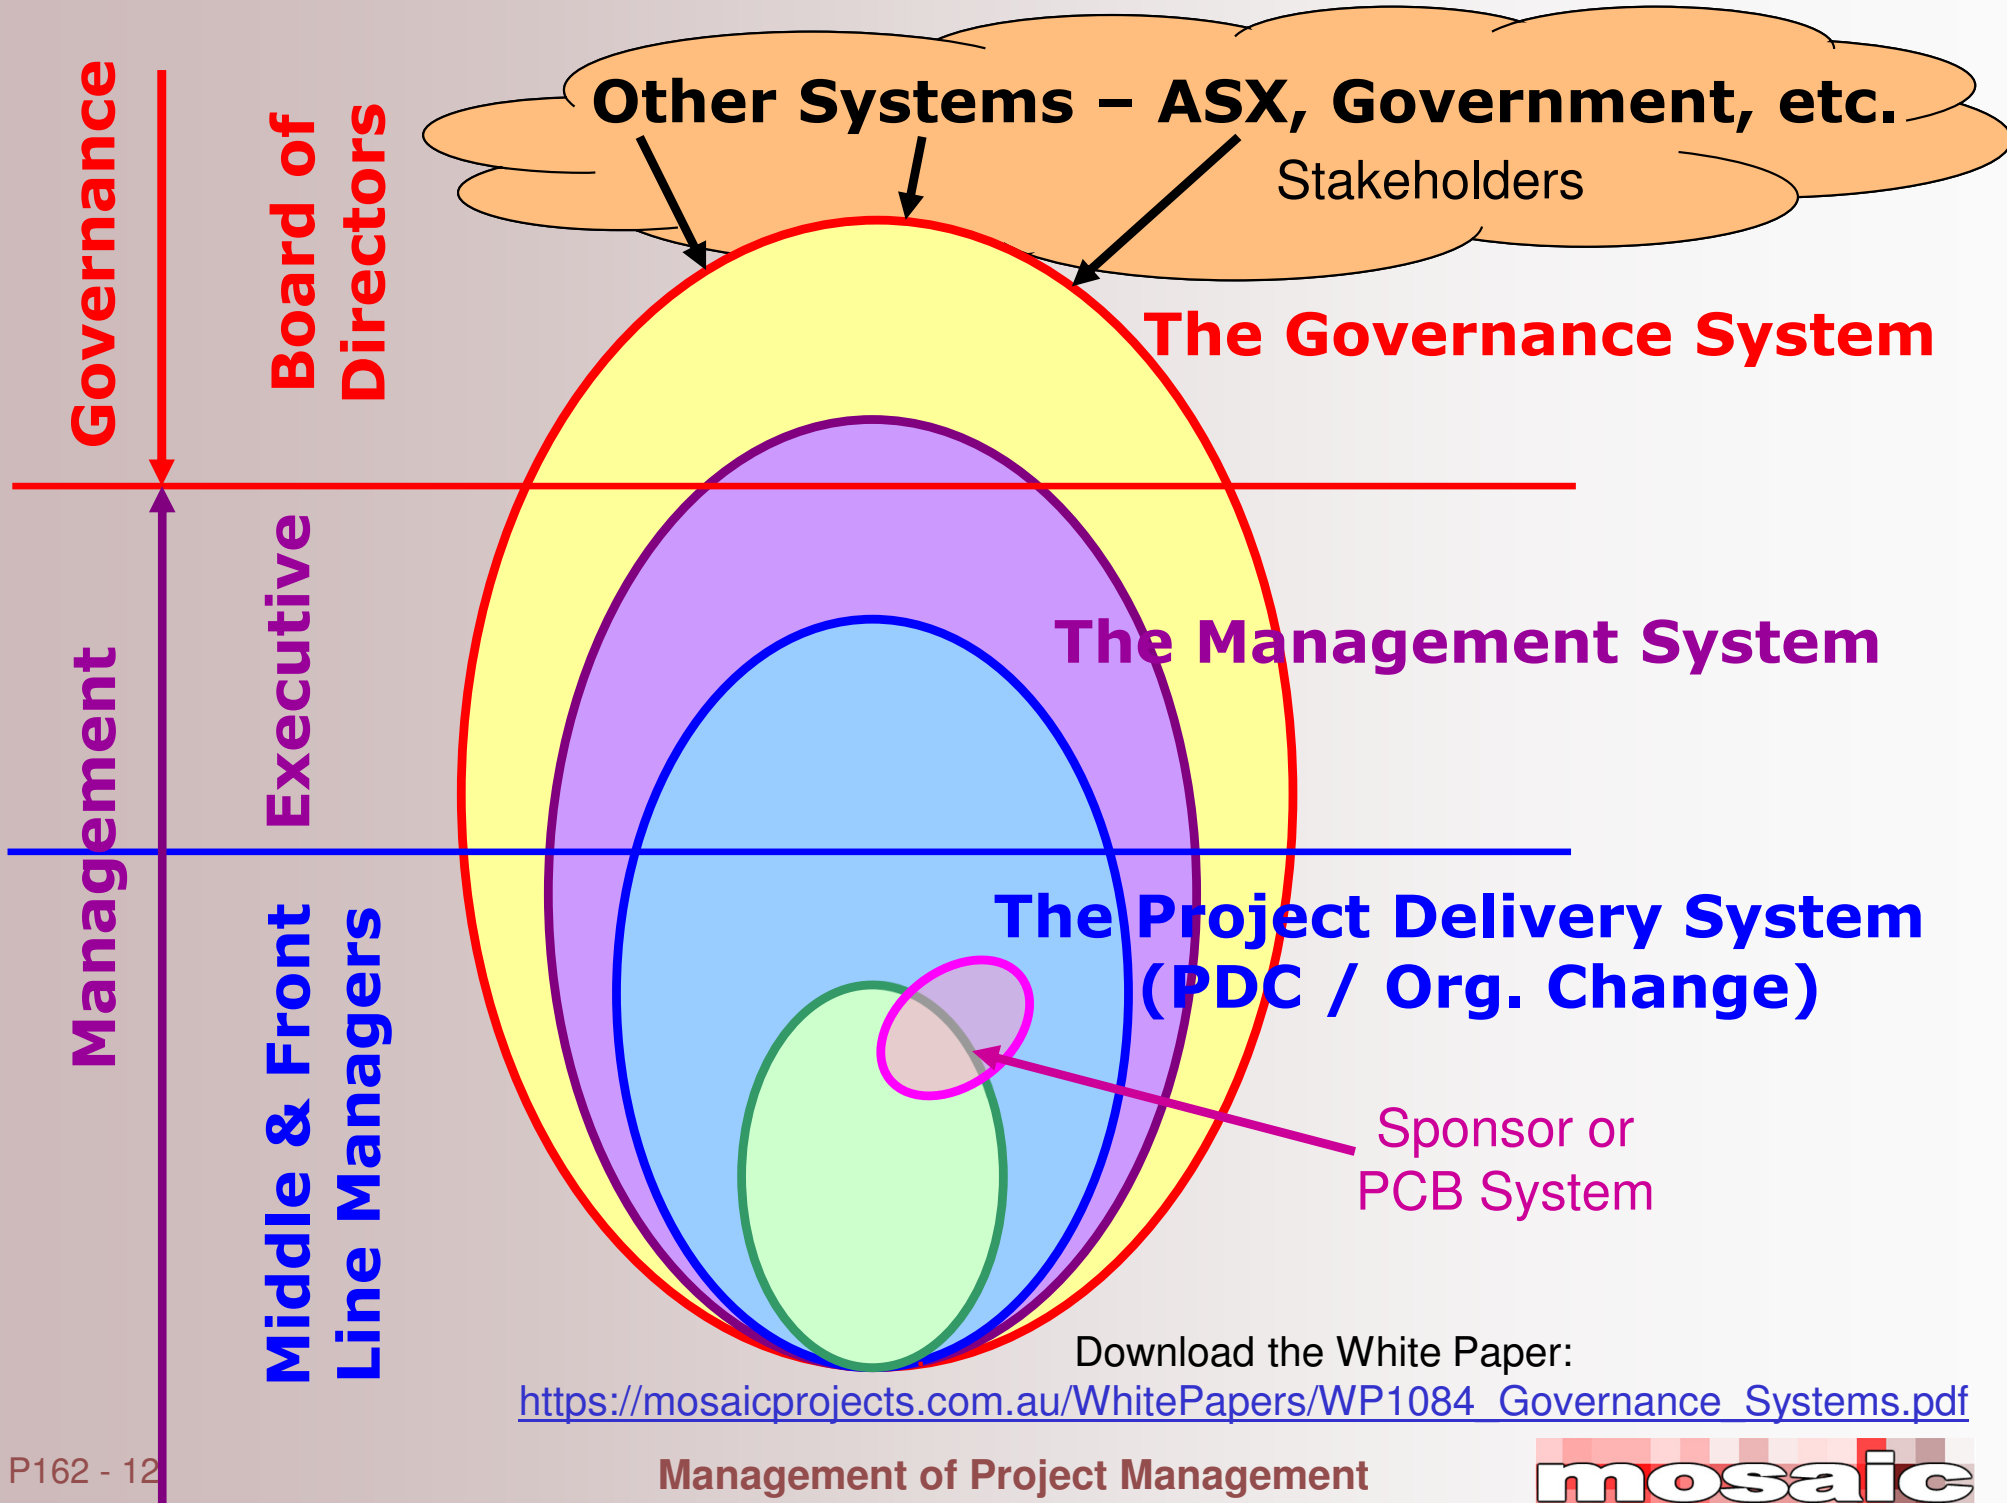 Other Systems – ASX, Government, etc.
Stakeholders
Governance
Board of
Directors
The Governance System
Management
Executive
The Management System
Middle & Front
Line Managers
The Project Delivery System
(PDC / Org. Change)
Sponsor or
PCB System
Download the White Paper:
https://mosaicprojects.com.au/WhitePapers/WP1084_Governance_Systems.pdf
P162 - 12
Management of Project Management
mosaic